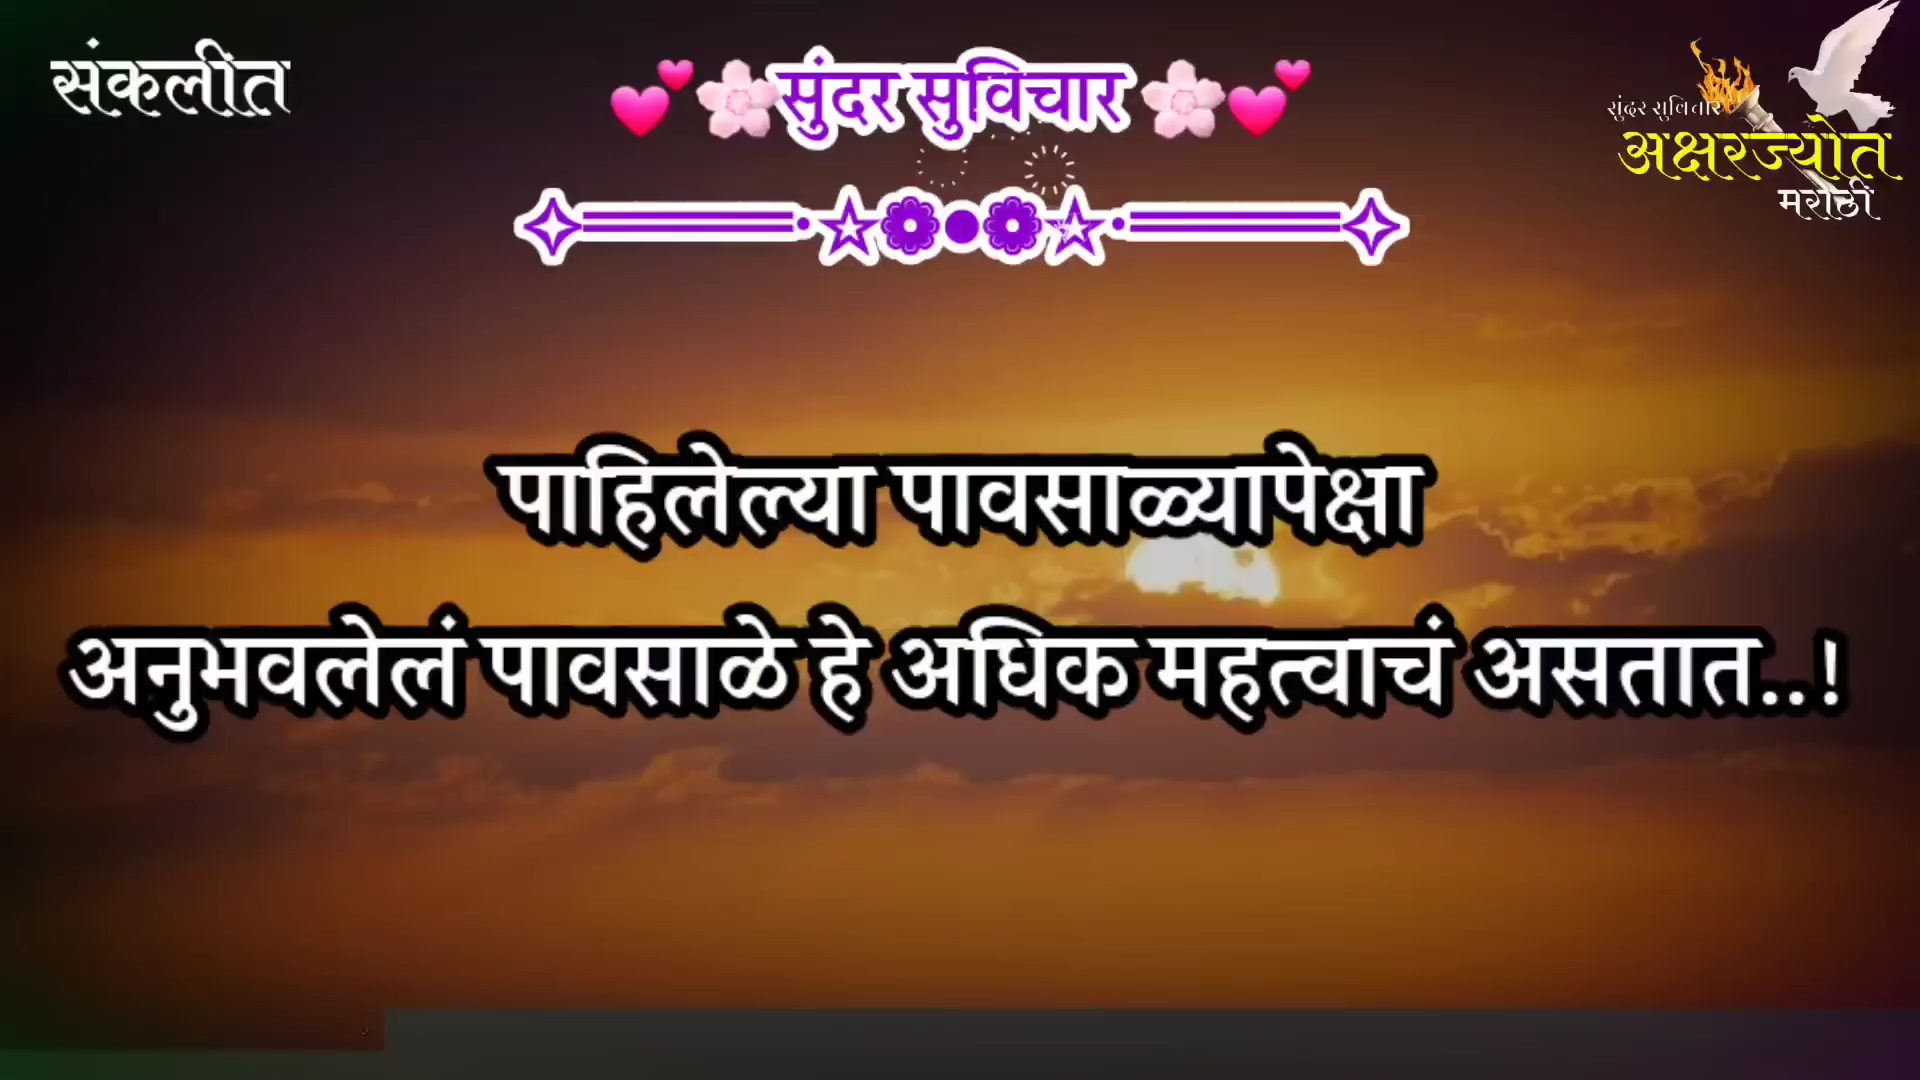 संकलीत
💕🌸सुंदर सुविचार 🌸💕
सुंदर सुविचार
अक्षरज्योत
मराठी
पाहिलेल्या पावसाळ्यापेक्षा
अनुभवलेलं पावसाळे हे अधिक महत्वाचं असतात..!